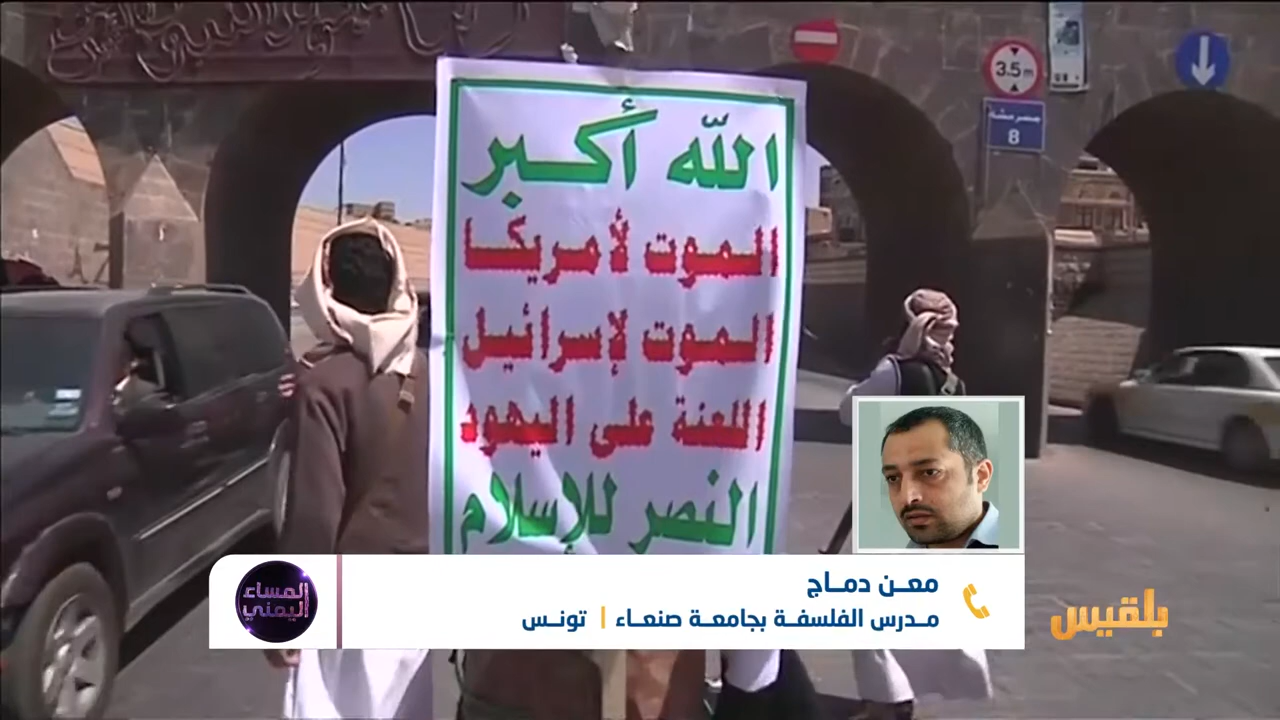 3.5 m
8
الله أكبر
الموت لأمريكا
الموت لإسرائيل
اللعنة على اليهود
النصر للإسلام
معن دماج
مدرس الفلسفة بجامعة صنعاء | تونس
المساء
اليمني
بلقيس